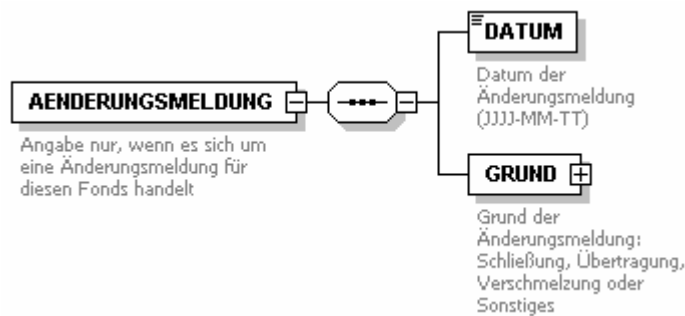 DATUM
Datum der
Änderungsmeldung
(JJJJ-MM-TT)
AENDERUNGSMELDUNG
Angabe nur, wenn es sich um
eine Änderungsmeldung für
diesen Fonds handelt
GRUND
Grund der
Änderungsmeldung:
Schließung, Übertragung,
Verschmelzung oder
Sonstiges